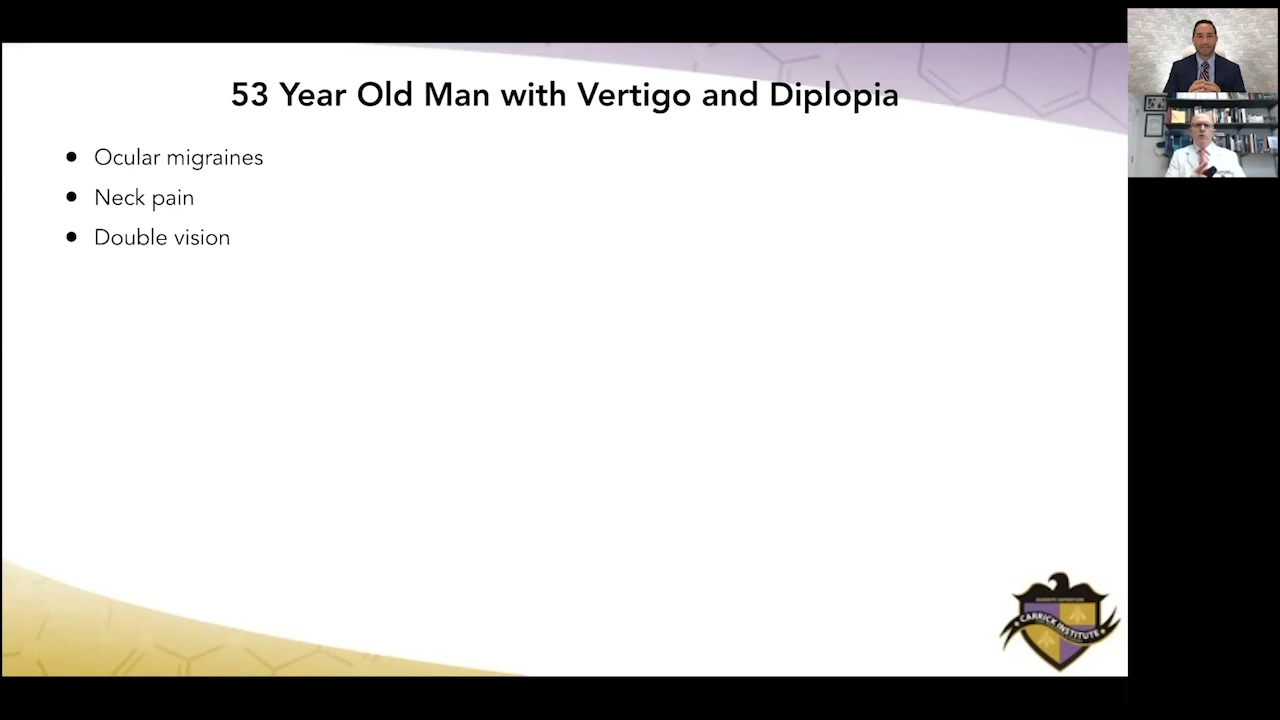 53 Year Old Man with Vertigo and Diplopia
● Ocular migraines
● Neck pain
● Double vision
CARRICK INSTITUTE